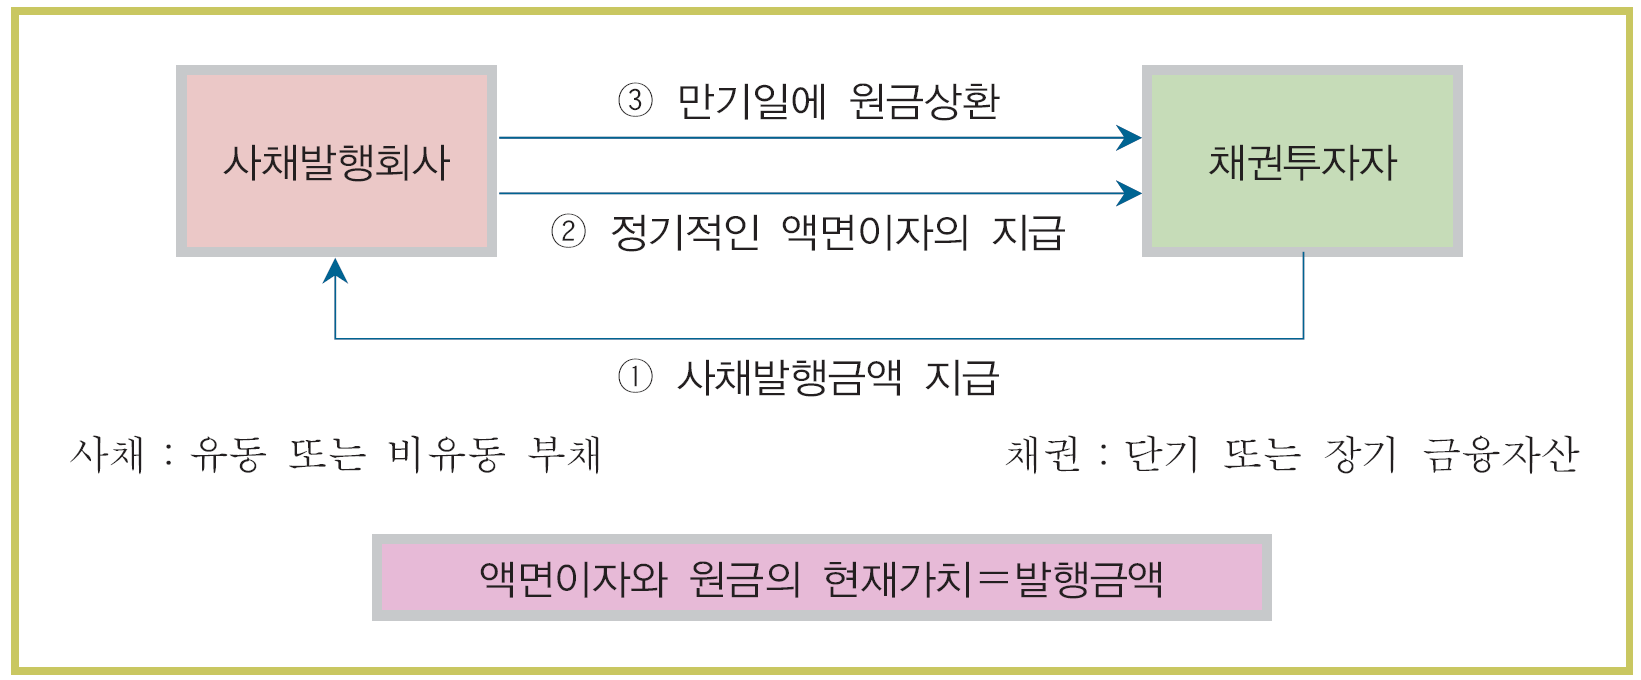 ③ 만기일에 원금상환
사채발행회사
채권투자자
② 정기적인 액면이자의 지급
① 사채발행금액 지급
사채 : 유동 또는 비유동 부채
채권 : 단기 또는 장기 금융자산
액면이자와 원금의 현재가치=발행금액